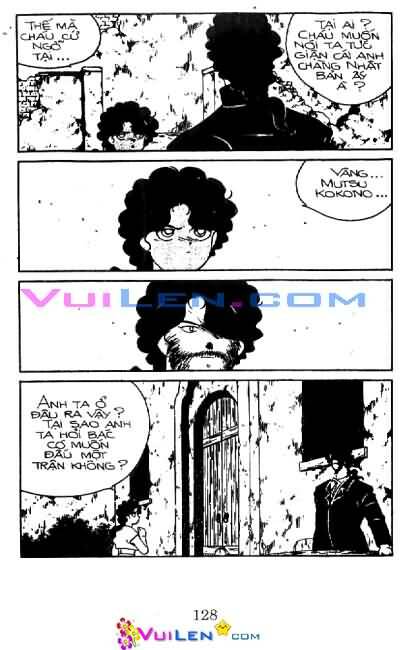 THẾ MÀ
CHÁU CỨ
NGỠ
TẠI...
TẠI AI?
CHÁU MUỐN
NÓI TA TỨC
GIẬN CÁI ANH
CHÀNG NHẬT
BẢN ẤY
À?
VÂNG...
MUTSU
KOKONO...
VUILEN.COM
ANH TA Ở
ĐÂU RA VẬY?
TẠI SAO ANH
TA HỎI BÁC
CÓ MUỐN
ĐẤU MỘT
TRẬN KHÔNG?
128
VUILEN.COM